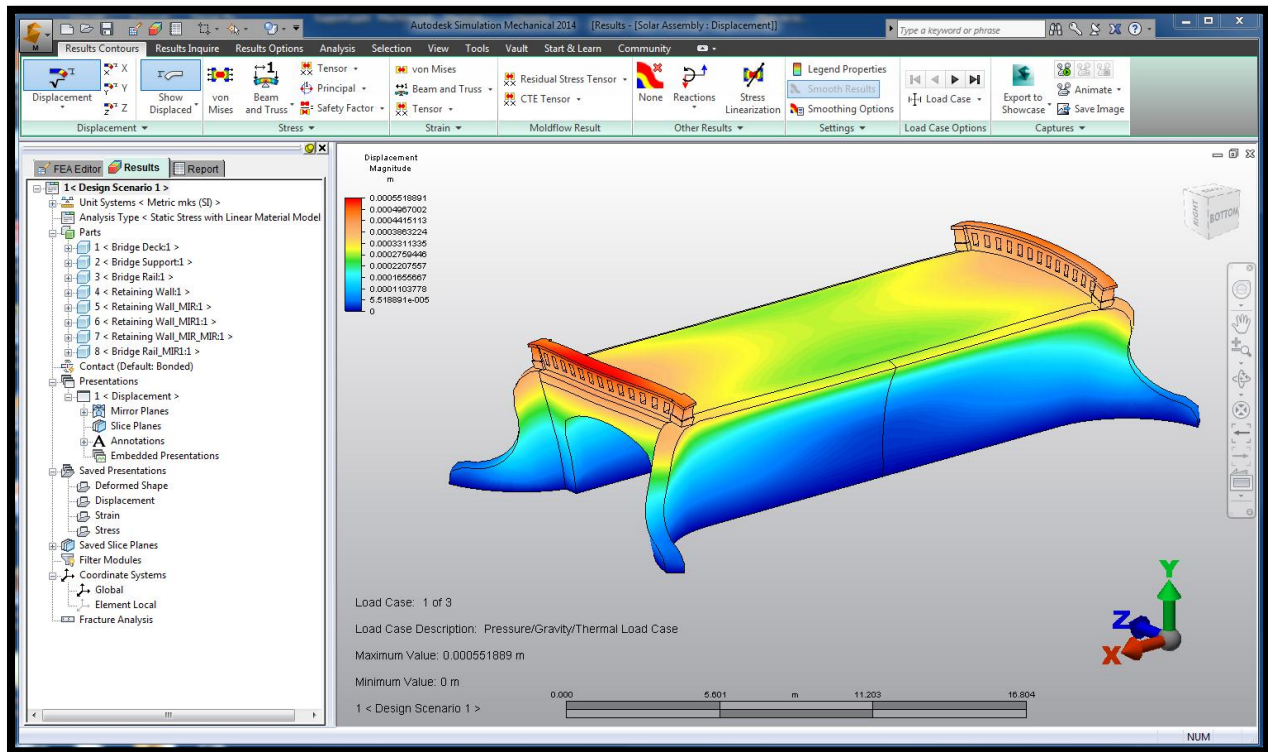 Autodesk Simulation Mechanical 2014 [Results - [Solar Assembly : Displacement]]
Type a keyword or phrase
M
Results Contours Results Inquire Results Options Analysis Selection View Tools Vault Start & Learn Community
Displacement
X
Y
Z
Show Displaced
von Mises
Beam and Truss
Tensor
Principal
Safety Factor
von Mises
Beam and Truss
Tensor
Residual Stress Tensor
CTE Tensor
None
Reactions
Stress Linearization
Legend Properties
Smooth Results
Smoothing Options
Load Case
Export to Showcase
Animate
Save Image
Displacement Stress Strain Moldflow Result Other Results Settings Load Case Options Captures
FEA Editor Results Report
1 < Design Scenario 1 >
Unit Systems < Metric mks (SI) >
Analysis Type < Static Stress with Linear Material Model
Parts
1 < Bridge Deck:1 >
2 < Bridge Support:1 >
3 < Bridge Rail:1 >
4 < Retaining Wall:1 >
5 < Retaining Wall_MIR:1 >
6 < Retaining Wall_MIR1:1 >
7 < Retaining Wall_MIR_MIR:1 >
8 < Bridge Rail_MIR1:1 >
Contact (Default: Bonded)
Presentations
1 < Displacement >
Mirror Planes
Slice Planes
Annotations
Embedded Presentations
Saved Presentations
Deformed Shape
Displacement
Strain
Stress
Saved Slice Planes
Filter Modules
Coordinate Systems
Global
Element Local
Fracture Analysis
Displacement
Magnitude
m
0.0005518891
0.0004967002
0.0004415113
0.0003863224
0.0003311335
0.0002759446
0.0002207557
0.0001655667
0.0001103778
5.518891e-005
0
RIGHT
BOTTOM
Load Case: 1 of 3
Load Case Description: Pressure/Gravity/Thermal Load Case
Maximum Value: 0.000551889 m
Minimum Value: 0 m
1 < Design Scenario 1 >
0.000 5.601 m 11.203 16.804
Y
Z
X
NUM